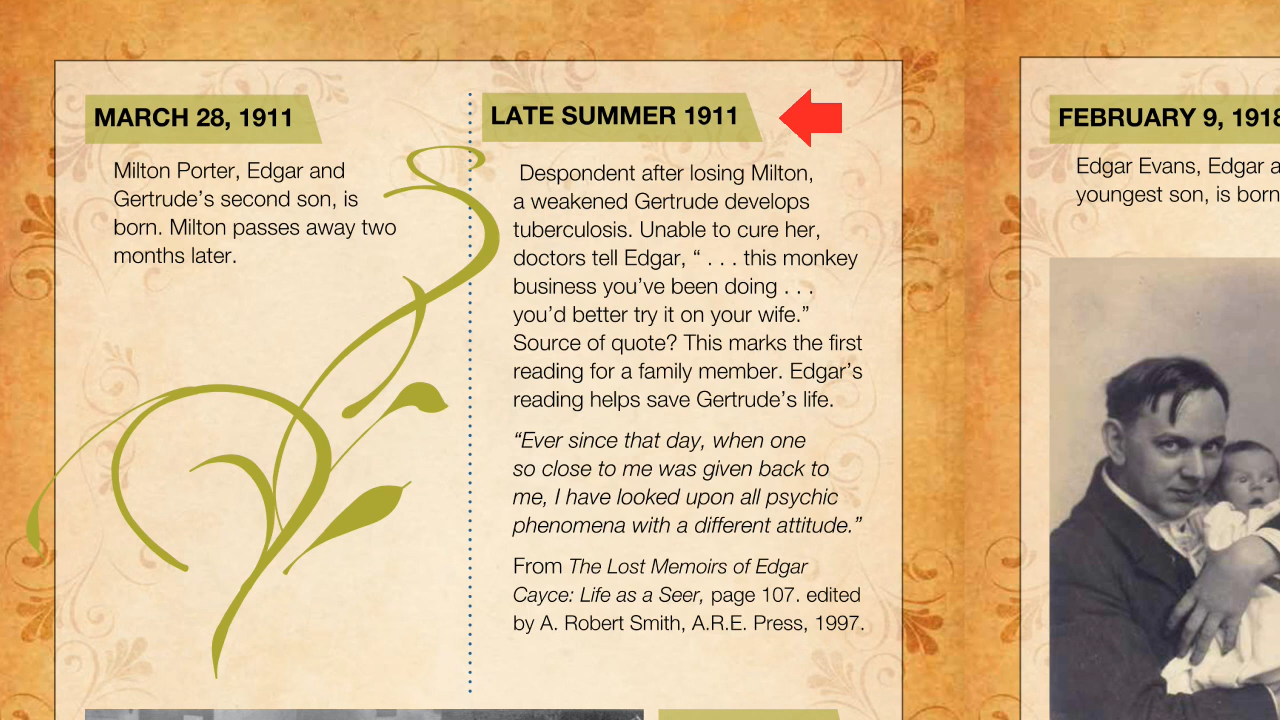 MARCH 28, 1911
Milton Porter, Edgar and
Gertrude’s second son, is
born. Milton passes away two
months later.
LATE SUMMER 1911
Despondent after losing Milton,
a weakened Gertrude develops
tuberculosis. Unable to cure her,
doctors tell Edgar, “ . . . this monkey
business you’ve been doing . . .
you’d better try it on your wife.”
Source of quote? This marks the first
reading for a family member. Edgar’s
reading helps save Gertrude’s life.
“Ever since that day, when one
so close to me was given back to
me, I have looked upon all psychic
phenomena with a different attitude.”
From The Lost Memoirs of Edgar
Cayce: Life as a Seer, page 107. edited
by A. Robert Smith, A.R.E. Press, 1997.
FEBRUARY 9, 1918
Edgar Evans, Edgar a
youngest son, is born